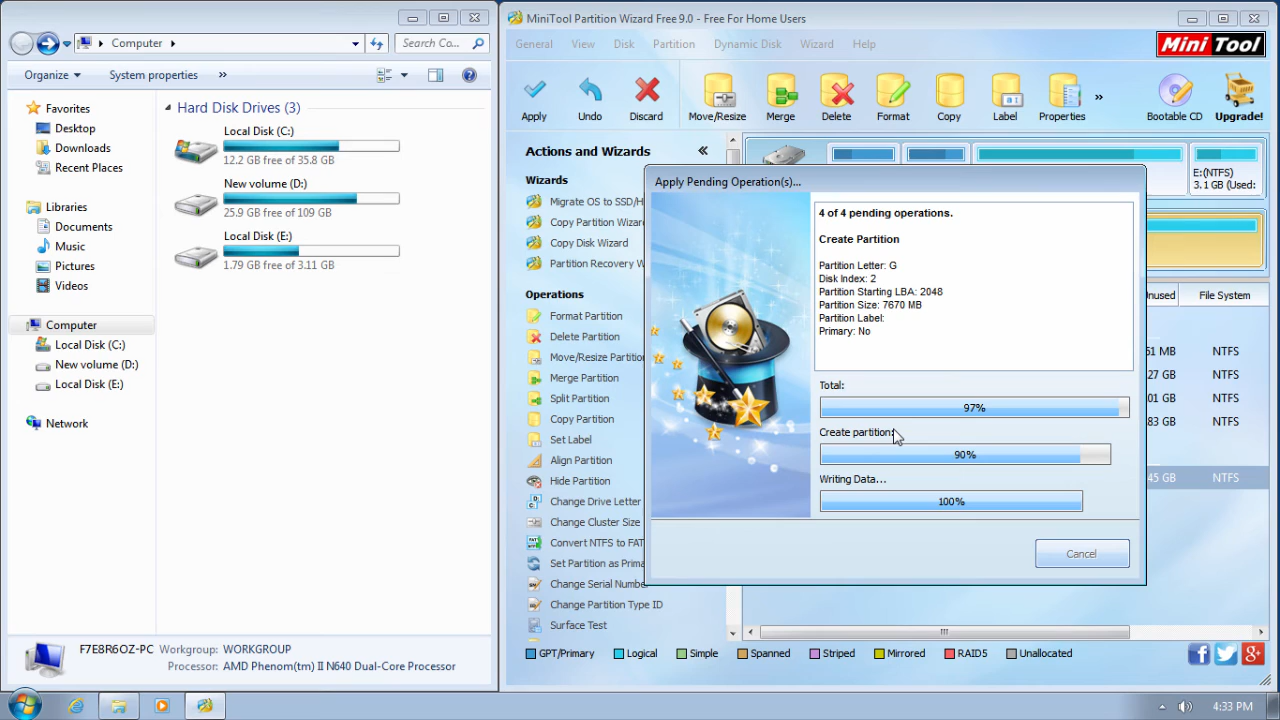 Computer
Search Co...
Organize
System properties
»
Favorites
Desktop
Downloads
Recent Places
Libraries
Documents
Music
Pictures
Videos
Computer
Local Disk (C:)
New volume (D:)
Local Disk (E:)
Network
Hard Disk Drives (3)
Local Disk (C:)
12.2 GB free of 35.8 GB
New volume (D:)
25.9 GB free of 109 GB
Local Disk (E:)
1.79 GB free of 3.11 GB
F7E8R6OZ-PC Workgroup: WORKGROUP
Processor: AMD Phenom(tm) II N640 Dual-Core Processor
MiniTool Partition Wizard Free 9.0 - Free For Home Users
General View Disk Partition Dynamic Disk Wizard Help
Mini Tool
Apply Undo Discard Move/Resize Merge Delete Format Copy Label Properties » Bootable CD Upgrade!
Actions and Wizards
Wizards
Migrate OS to SSD/H
Copy Partition Wizar
Copy Disk Wizard
Partition Recovery W
Operations
Format Partition
Delete Partition
Move/Resize Partition
Merge Partition
Split Partition
Copy Partition
Set Label
Align Partition
Hide Partition
Change Drive Letter
Change Cluster Size
Convert NTFS to FAT
Set Partition as Prima
Change Serial Number
Change Partition Type ID
Surface Test
E:(NTFS)
3.1 GB (Used:
Unused File System
51 MB NTFS
27 GB NTFS
01 GB NTFS
83 GB NTFS
45 GB NTFS
Apply Pending Operation(s)...
4 of 4 pending operations.
Create Partition
Partition Letter: G
Disk Index: 2
Partition Starting LBA: 2048
Partition Size: 7670 MB
Partition Label:
Primary: No
Total:
97%
Create partition:
90%
Writing Data...
100%
Cancel
GPT/Primary Logical Simple Spanned Striped Mirrored RAID5 Unallocated
4:33 PM